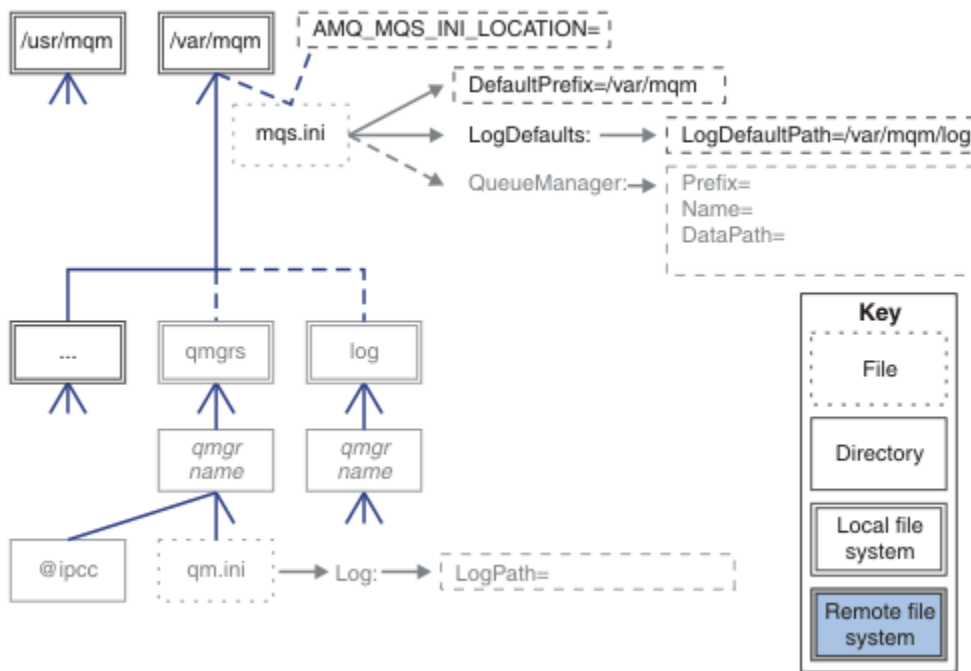 /usr/mqm
/var/mqm
AMQ_MQS_INI_LOCATION=
mqs.ini
DefaultPrefix=/var/mqm
LogDefaults:
LogDefaultPath=/var/mqm/log
QueueManager:
Prefix=
Name=
DataPath=
...
qmgrs
log
qmgr
name
qmgr
name
@ipcc
qm.ini
Log:
LogPath=
Key
File
Directory
Local file
system
Remote file
system